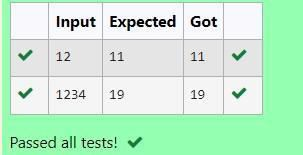 Input Expected Got
12 11 11
1234 19 19
Passed all tests!